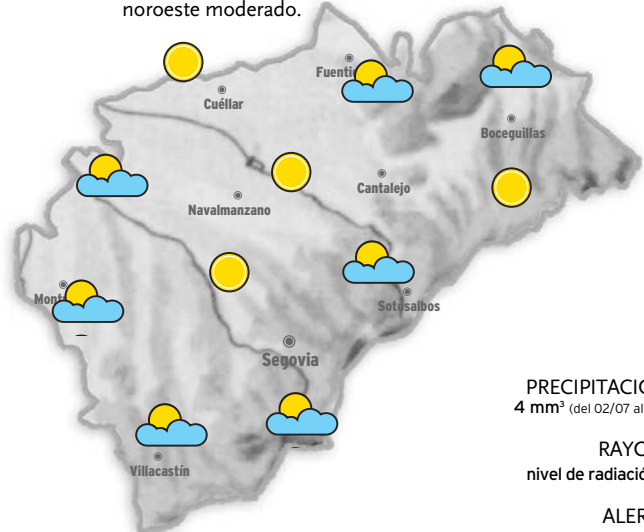 noroeste moderado.
Cuéllar
Boceguillas
Cantalejo
Navalmanzano
Sotosalbos
Segovia
PRECIPITACIO
4 mm³ (del 02/07 al
RAYO
nivel de radiació
ALER
Villacastín